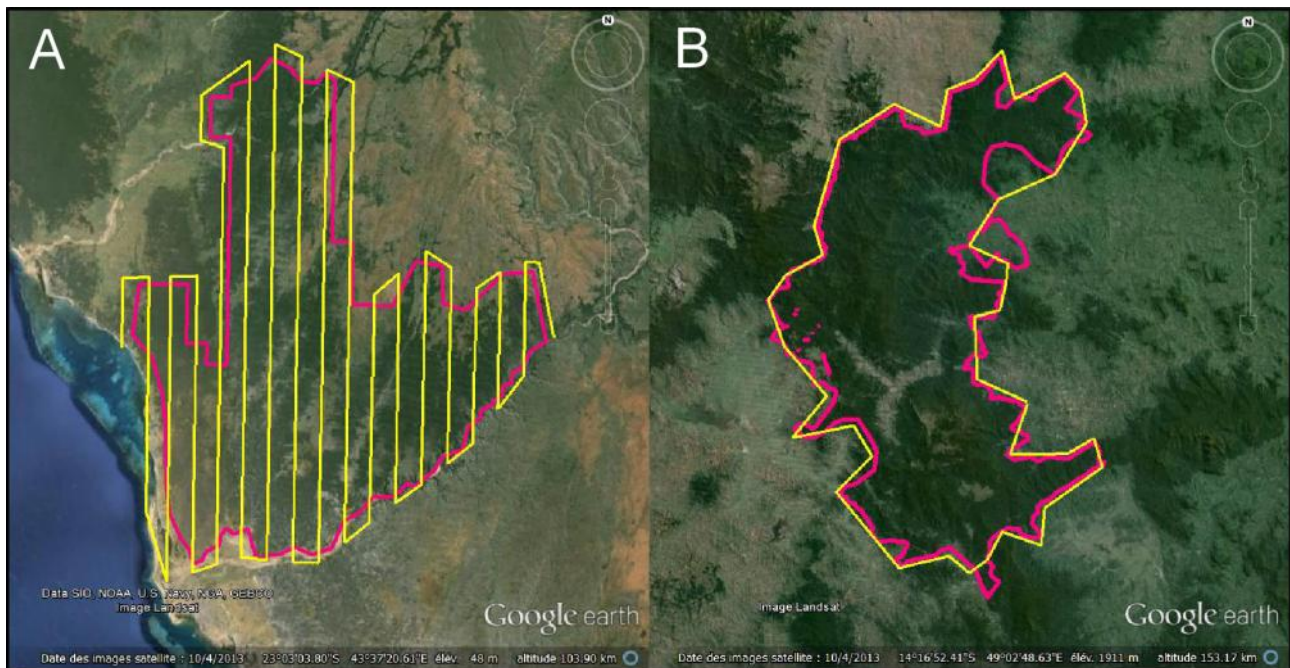 A
N
Data SIO, NOAA, U.S. Navy, NGA, GEBCO
Image Landsat
Google earth
Date des images satellite : 10/4/2013 23°03'03.80"S 43°37'20.61"E élév. 48 m altitude 103.90 km
B
N
Image Landsat
Google earth
Date des images satellite : 10/4/2013 14°16'52.41"S 49°02'48.63"E élév. 1911 m altitude 153.17 km